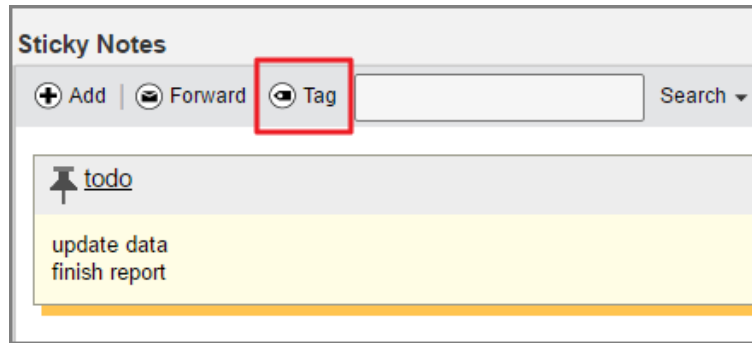 Sticky Notes
Add | Forward Tag Search
todo
update data
finish report